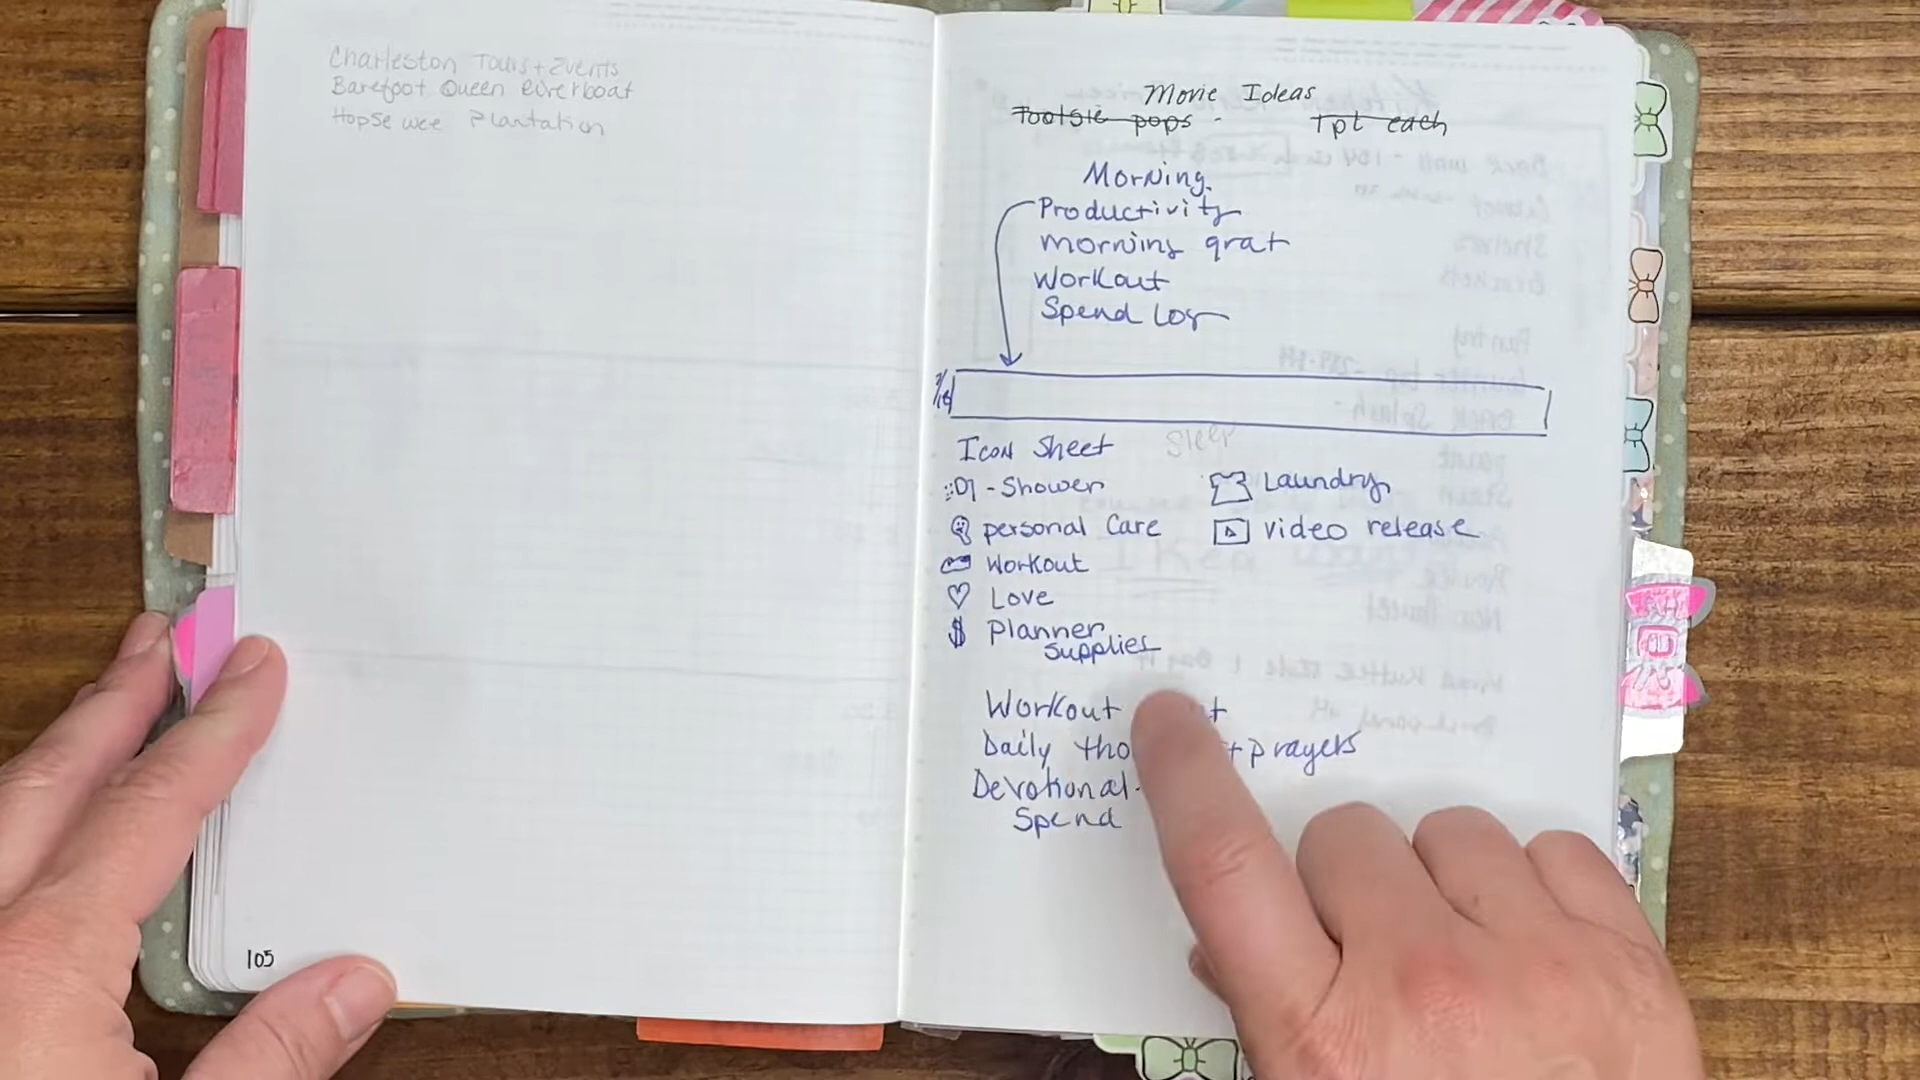 Charleston Tours + Events
Barefoot Queen Riverboat
Hopsewee Plantation
105
Movie Ideas
Tootsie pops - 1pt each
Morning
Productivity
morning grat
Workout
Spend Log
Icon Sheet
Sleep
- Shower
Laundry
personal Care
video release
Workout
Love
$ Planner
Supplies
Workout
Daily + prayers
Devotional -
Spend